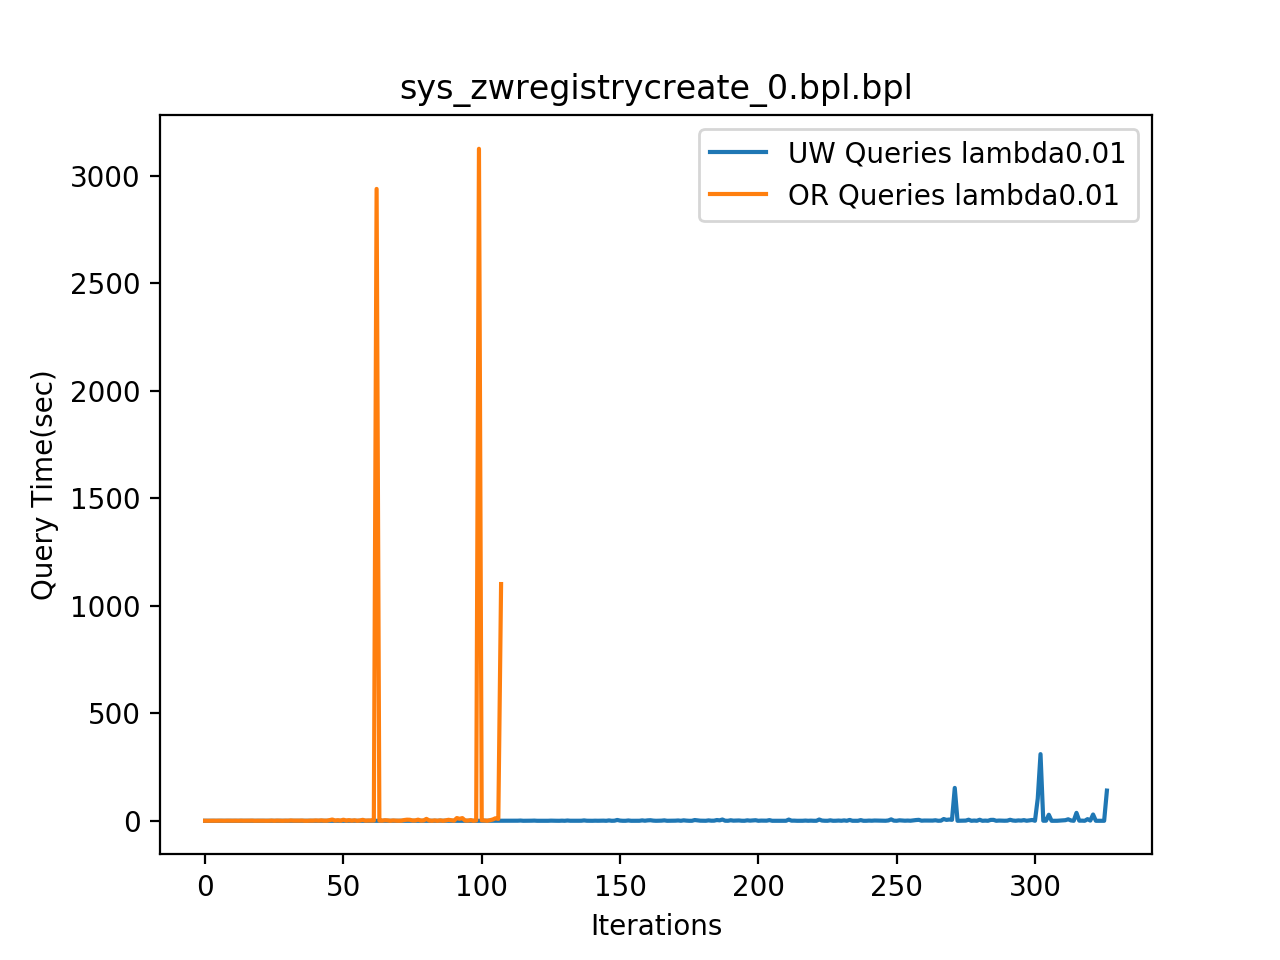 sys_zwregistrycreate_0.bpl.bpl
UW Queries lambda0.01
OR Queries lambda0.01
Query Time(sec)
3000
2500
2000
1500
1000
500
0
0 50 100 150 200 250 300
Iterations